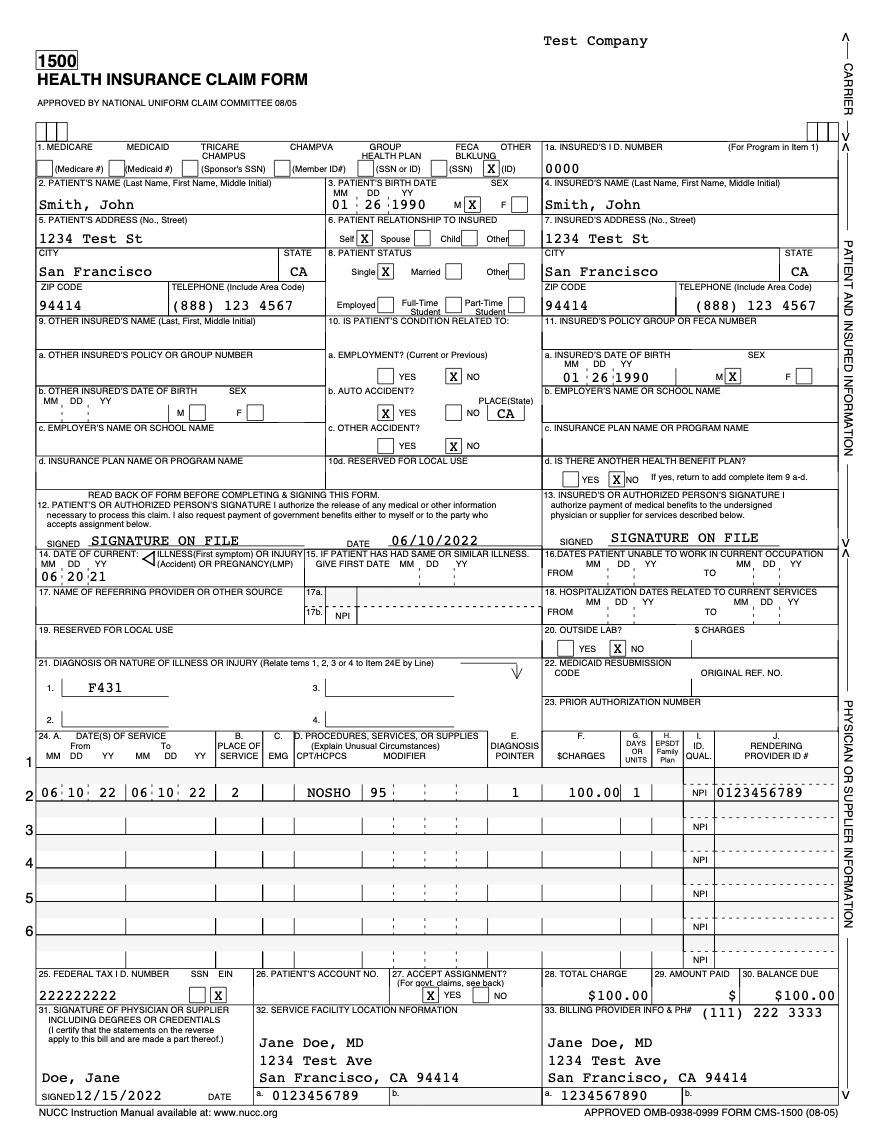 Test Company
1500
HEALTH INSURANCE CLAIM FORM
APPROVED BY NATIONAL UNIFORM CLAIM COMMITTEE 08/05
CARRIER
1. MEDICARE MEDICAID TRICARE CHAMPVA GROUP FECA OTHER 1a. INSURED'S I D. NUMBER (For Program in Item 1)
CHAMPUS HEALTH PLAN BLKLUNG
(Medicare #) (Medicaid #) (Sponsor's SSN) (Member ID#) (SSN or ID) (SSN) X (ID) 0000
2. PATIENT'S NAME (Last Name, First Name, Middle Initial) 3. PATIENT'S BIRTH DATE SEX 4. INSURED'S NAME (Last Name, First Name, Middle Initial)
MM DD YY
Smith, John 01 26 1990 M X F Smith, John
5. PATIENT'S ADDRESS (No., Street) 6. PATIENT RELATIONSHIP TO INSURED 7. INSURED'S ADDRESS (No., Street)
1234 Test St Self X Spouse Child Other 1234 Test St
CITY STATE 8. PATIENT STATUS CITY STATE
San Francisco CA Single X Married Other San Francisco CA
ZIP CODE TELEPHONE (Include Area Code) ZIP CODE TELEPHONE (Include Area Code)
94414 (888) 123 4567 Employed Full-Time Student Part-Time Student 94414 (888) 123 4567
9. OTHER INSURED'S NAME (Last, First, Middle Initial) 10. IS PATIENT'S CONDITION RELATED TO: 11. INSURED'S POLICY GROUP OR FECA NUMBER
a. OTHER INSURED'S POLICY OR GROUP NUMBER a. EMPLOYMENT? (Current or Previous) a. INSURED'S DATE OF BIRTH SEX
MM DD YY
YES X NO 01 26 1990 M X F
b. OTHER INSURED'S DATE OF BIRTH SEX b. AUTO ACCIDENT? b. EMPLOYER'S NAME OR SCHOOL NAME
MM DD YY PLACE(State)
M F X YES NO CA
c. EMPLOYER'S NAME OR SCHOOL NAME c. OTHER ACCIDENT? c. INSURANCE PLAN NAME OR PROGRAM NAME
YES X NO
d. INSURANCE PLAN NAME OR PROGRAM NAME 10d. RESERVED FOR LOCAL USE d. IS THERE ANOTHER HEALTH BENEFIT PLAN?
YES X NO If yes, return to add complete item 9 a-d.
PATIENT AND INSURED INFORMATION
READ BACK OF FORM BEFORE COMPLETING & SIGNING THIS FORM.
12. PATIENT'S OR AUTHORIZED PERSON'S SIGNATURE I authorize the release of any medical or other information
necessary to process this claim. I also request payment of government benefits either to myself or to the party who
accepts assignment below.
SIGNED SIGNATURE ON FILE DATE 06/10/2022
13. INSURED'S OR AUTHORIZED PERSON'S SIGNATURE I
authorize payment of medical benefits to the undersigned
physician or supplier for services described below.
SIGNED SIGNATURE ON FILE
14. DATE OF CURRENT: ILLNESS(First symptom) OR INJURY 15. IF PATIENT HAS HAD SAME OR SIMILAR ILLNESS. 16.DATES PATIENT UNABLE TO WORK IN CURRENT OCCUPATION
MM DD YY (Accident) OR PREGNANCY(LMP) GIVE FIRST DATE MM DD YY MM DD YY MM DD YY
06 20 21 FROM TO
17. NAME OF REFERRING PROVIDER OR OTHER SOURCE 17a. 18. HOSPITALIZATION DATES RELATED TO CURRENT SERVICES
MM DD YY MM DD YY
17b. NPI FROM TO
19. RESERVED FOR LOCAL USE 20. OUTSIDE LAB? $ CHARGES
YES X NO
21. DIAGNOSIS OR NATURE OF ILLNESS OR INJURY (Relate tems 1, 2, 3 or 4 to Item 24E by Line) 22. MEDICAID RESUBMISSION
CODE ORIGINAL REF. NO.
1. F431 3.
23. PRIOR AUTHORIZATION NUMBER
2. 4.
24. A. DATE(S) OF SERVICE B. C. D. PROCEDURES, SERVICES, OR SUPPLIES E. F. G. H. I. J.
From To PLACE OF (Explain Unusual Circumstances) DIAGNOSIS DAYS OR UNITS EPSDT Family Plan ID. RENDERING
MM DD YY MM DD YY SERVICE EMG CPT/HCPCS MODIFIER POINTER $CHARGES QUAL. PROVIDER ID #
1
2 06 10 22 06 10 22 2 NOSHO 95 1 100.00 1 NPI 0123456789
3 NPI
4 NPI
5 NPI
6 NPI
NPI
PHYSICIAN OR SUPPLIER INFORMATION
25. FEDERAL TAX I D. NUMBER SSN EIN 26. PATIENT'S ACCOUNT NO. 27. ACCEPT ASSIGNMENT? 28. TOTAL CHARGE 29. AMOUNT PAID 30. BALANCE DUE
(For govt. claims, see back)
222222222 X X YES NO $100.00 $ $100.00
31. SIGNATURE OF PHYSICIAN OR SUPPLIER
INCLUDING DEGREES OR CREDENTIALS
(I certify that the statements on the reverse
apply to this bill and are made a part thereof.)
Doe, Jane
SIGNED 12/15/2022 DATE
32. SERVICE FACILITY LOCATION NFORMATION
Jane Doe, MD
1234 Test Ave
San Francisco, CA 94414
a. 0123456789 b.
33. BILLING PROVIDER INFO & PH# (111) 222 3333
Jane Doe, MD
1234 Test Ave
San Francisco, CA 94414
a. 1234567890 b.
NUCC Instruction Manual available at: www.nucc.org APPROVED OMB-0938-0999 FORM CMS-1500 (08-05)